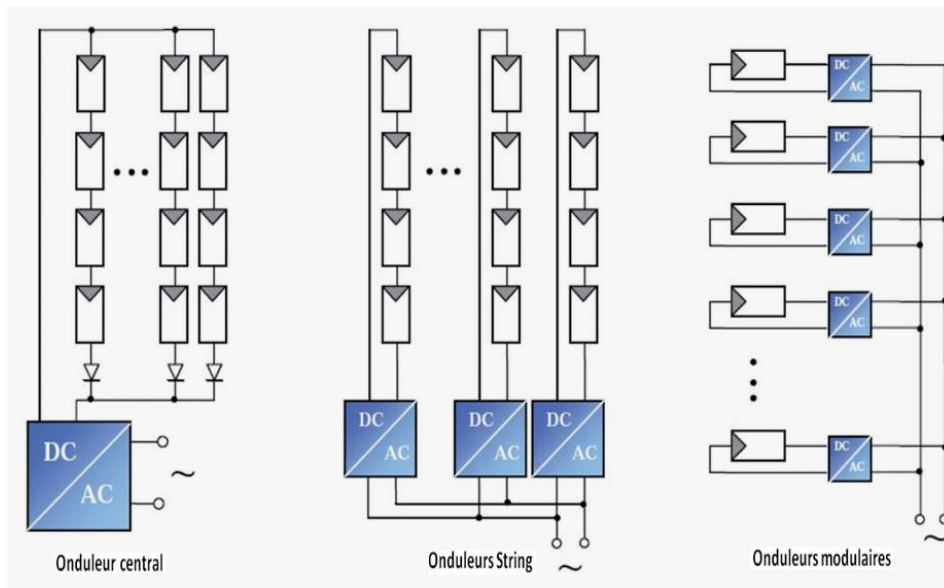 DC
AC
~
Onduleur central
DC
AC
DC
AC
DC
AC
~
Onduleurs String
DC
AC
DC
AC
DC
AC
DC
AC
DC
AC
~
Onduleurs modulaires